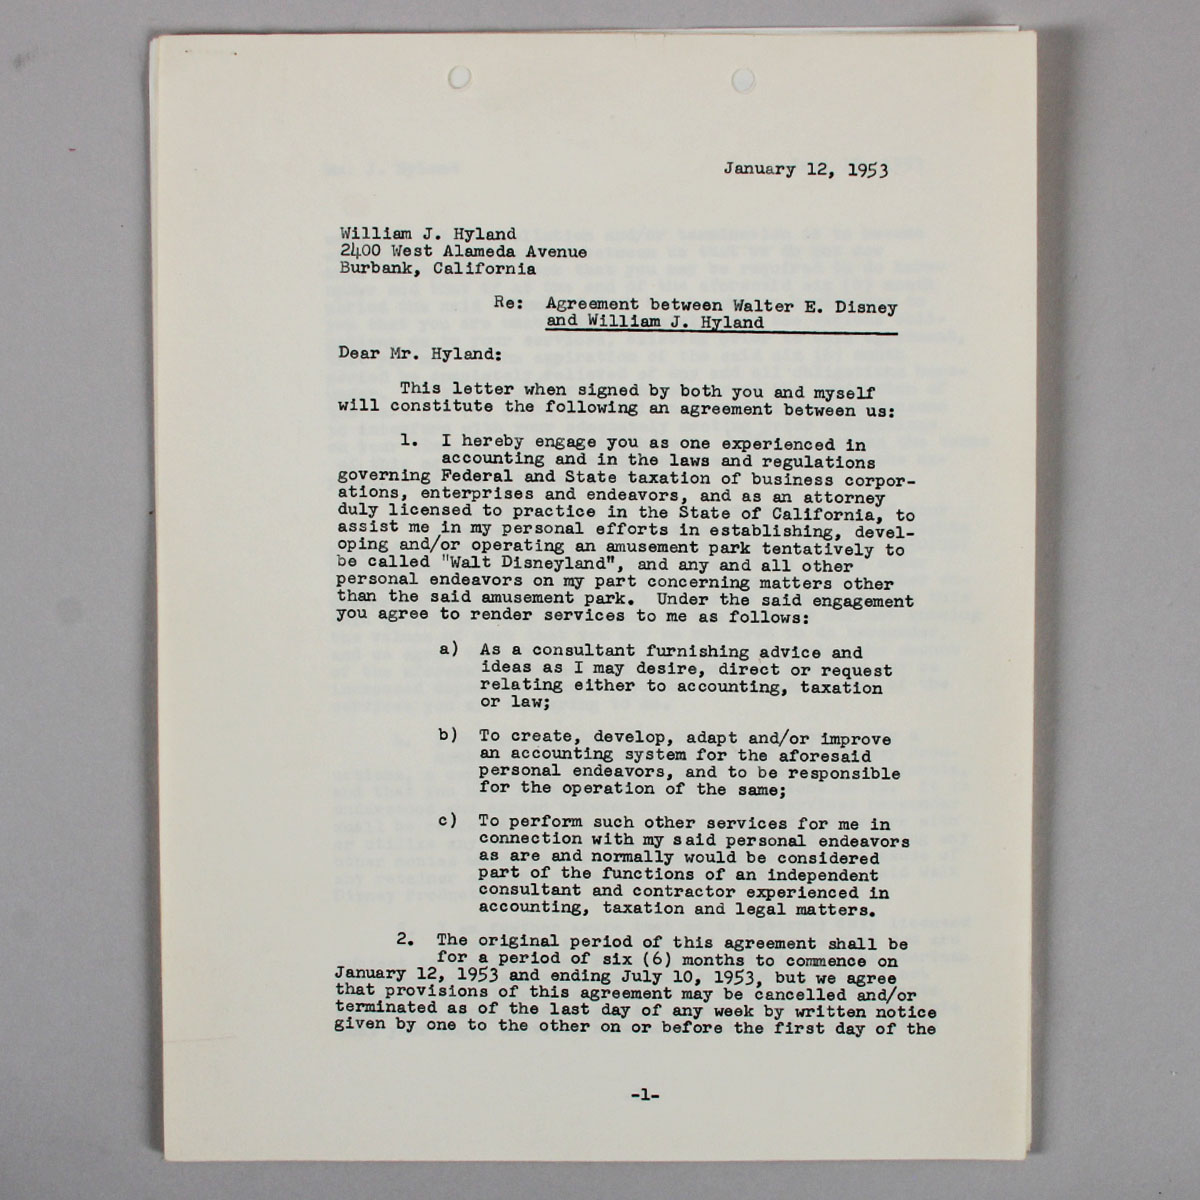 January 12, 1953
William J. Hyland
2400 West Alameda Avenue
Burbank, California
Re: Agreement between Walter E. Disney
and William J. Hyland
Dear Mr. Hyland:
This letter when signed by both you and myself
will constitute the following an agreement between us:
1. I hereby engage you as one experienced in
accounting and in the laws and regulations
governing Federal and State taxation of business corpor-
ations, enterprises and endeavors, and as an attorney
duly licensed to practice in the State of California, to
assist me in my personal efforts in establishing, devel-
oping and/or operating an amusement park tentatively to
be called "Walt Disneyland", and any and all other
personal endeavors on my part concerning matters other
than the said amusement park. Under the said engagement
you agree to render services to me as follows:
a) As a consultant furnishing advice and
ideas as I may desire, direct or request
relating either to accounting, taxation
or law;
b) To create, develop, adapt and/or improve
an accounting system for the aforesaid
personal endeavors, and to be responsible
for the operation of the same;
c) To perform such other services for me in
connection with my said personal endeavors
as are and normally would be considered
part of the functions of an independent
consultant and contractor experienced in
accounting, taxation and legal matters.
2. The original period of this agreement shall be
for a period of six (6) months to commence on
January 12, 1953 and ending July 10, 1953, but we agree
that provisions of this agreement may be cancelled and/or
terminated as of the last day of any week by written notice
given by one to the other on or before the first day of the
-1-